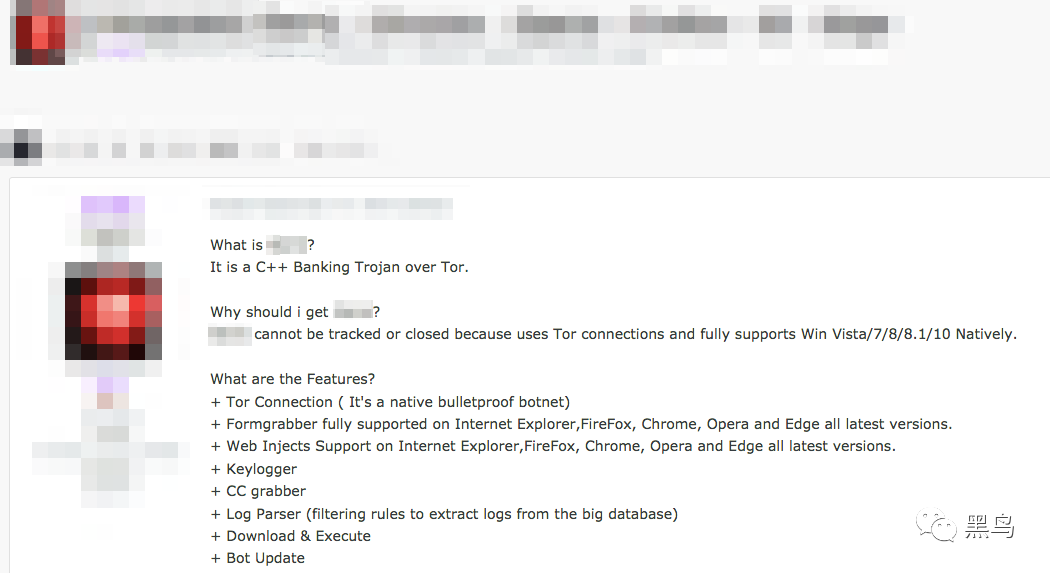 What is ?
It is a C++ Banking Trojan over Tor.
Why should i get ?
cannot be tracked or closed because uses Tor connections and fully supports Win Vista/7/8/8.1/10 Natively.
What are the Features?
+ Tor Connection ( It's a native bulletproof botnet)
+ Formgrabber fully supported on Internet Explorer,FireFox, Chrome, Opera and Edge all latest versions.
+ Web Injects Support on Internet Explorer,FireFox, Chrome, Opera and Edge all latest versions.
+ Keylogger
+ CC grabber
+ Log Parser (filtering rules to extract logs from the big database)
+ Download & Execute
+ Bot Update
黑鸟